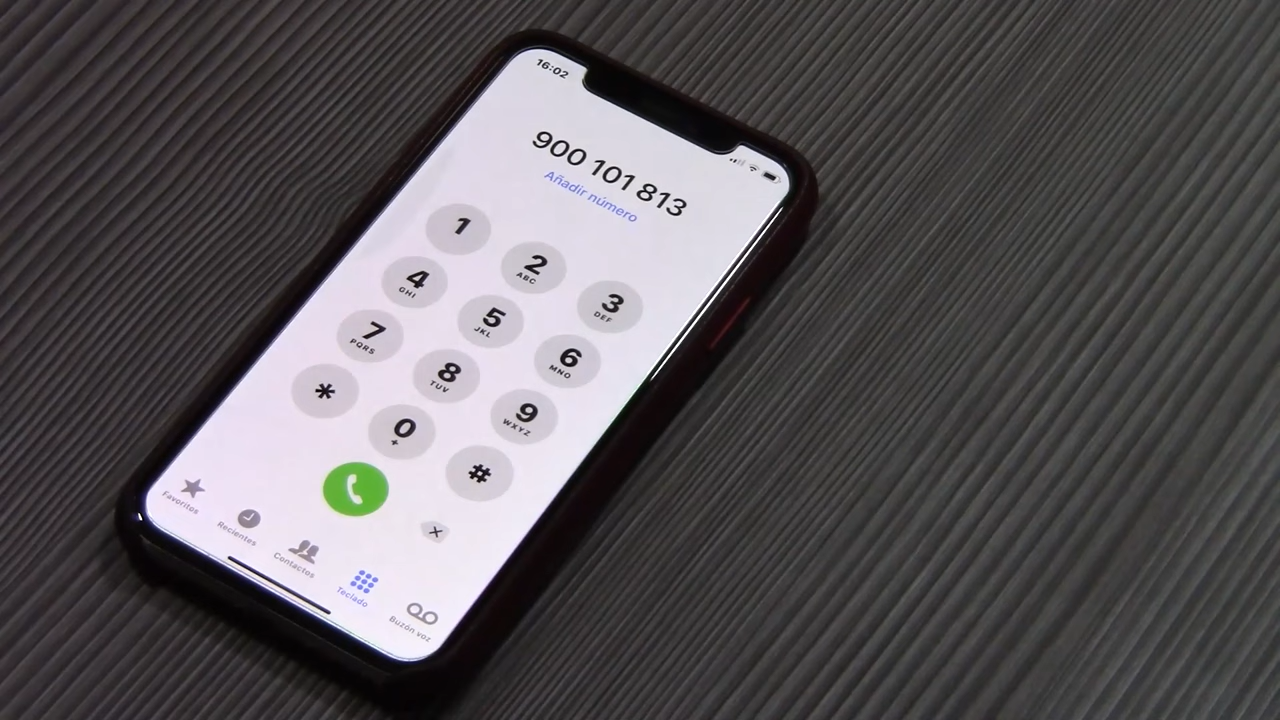 16:02
900 101 813
Añadir número
1
2
ABC
3
DEF
4
GHI
5
JKL
6
MNO
7
PQRS
8
TUV
9
WXYZ
*
0
+
#
Favoritos
Recientes
Contactos
Teclado
Buzón voz